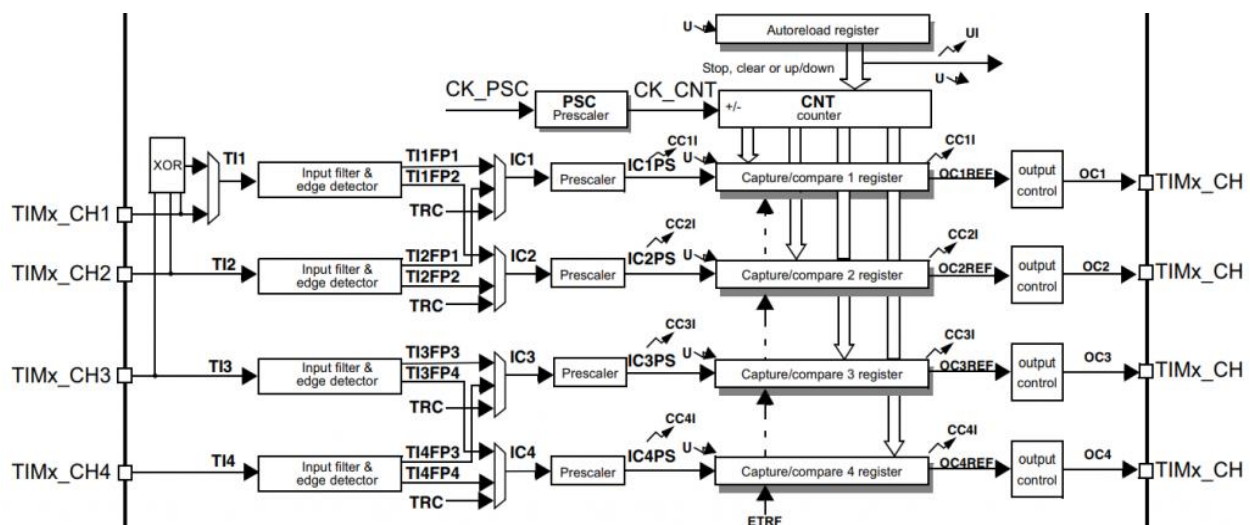 U
Autoreload register
UI
Stop, clear or up/down
U
CK_PSC
PSC
Prescaler
CK_CNT
+/-
CNT
counter
XOR
TI1
Input filter &
edge detector
TI1FP1
TI1FP2
TRC
IC1
Prescaler
IC1PS
CC1I
U
Capture/compare 1 register
CC1I
OC1REF
output
control
OC1
TIMx_CH
TIMx_CH1
TIMx_CH2
TI2
Input filter &
edge detector
TI2FP1
TI2FP2
TRC
IC2
Prescaler
IC2PS
CC2I
U
Capture/compare 2 register
CC2I
OC2REF
output
control
OC2
TIMx_CH
TIMx_CH3
TI3
Input filter &
edge detector
TI3FP3
TI3FP4
TRC
IC3
Prescaler
IC3PS
CC3I
U
Capture/compare 3 register
CC3I
OC3REF
output
control
OC3
TIMx_CH
TIMx_CH4
TI4
Input filter &
edge detector
TI4FP3
TI4FP4
TRC
IC4
Prescaler
IC4PS
CC4I
U
Capture/compare 4 register
CC4I
OC4REF
output
control
OC4
TIMx_CH
ETRF